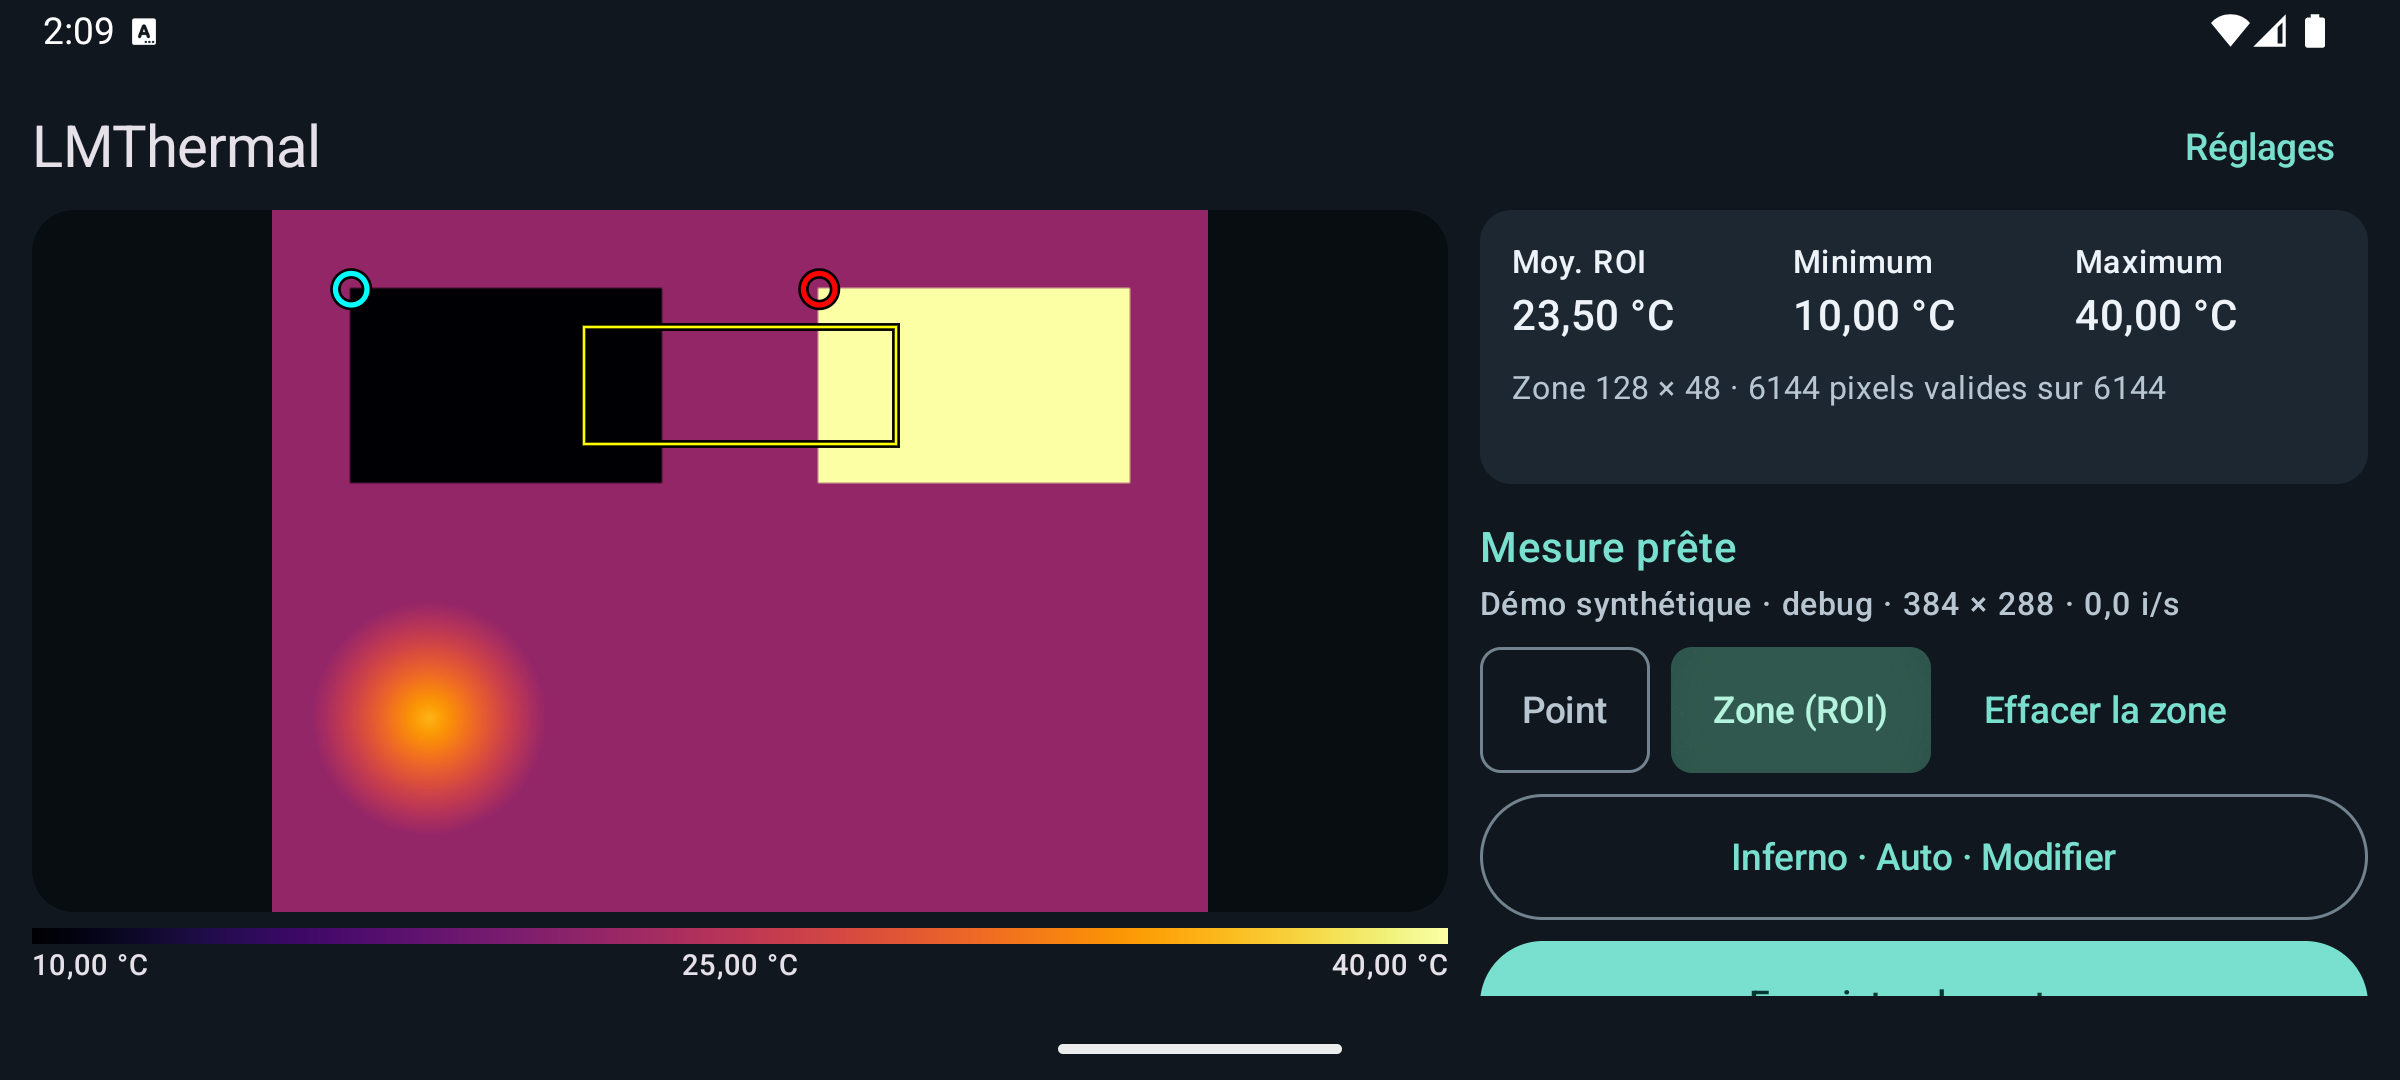 2:09
LMThermal
Réglages
Moy. ROI Minimum Maximum
23,50 °C 10,00 °C 40,00 °C
Zone 128 × 48 · 6144 pixels valides sur 6144
Mesure prête
Démo synthétique · debug · 384 × 288 · 0,0 i/s
Point Zone (ROI) Effacer la zone
Inferno · Auto · Modifier
10,00 °C 25,00 °C 40,00 °C